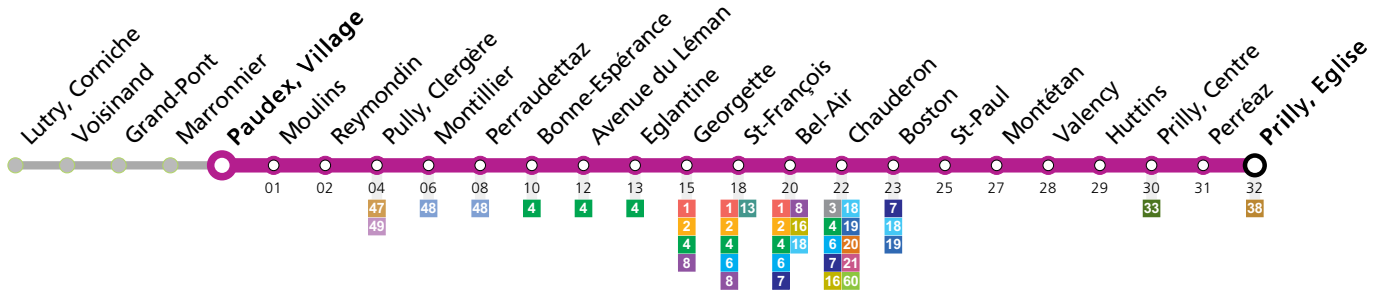 Lutry, Corniche
Voisinand
Grand-Pont
Marronnier
Paudex, Village
Moulins
Reymondin
Pully, Clergère
Montillier
Perraudettaz
Bonne-Espérance
Avenue du Léman
Eglantine
Georgette
St-François
Bel-Air
Chauderon
Boston
St-Paul
Montétan
Valency
Huttins
Prilly, Centre
Perréaz
Prilly, Eglise
01 02 04 06 08 10 12 13 15 18 20 22 23 25 27 28 29 30 31 32
47 48 48 4 4 4 1 1 13 1 8 3 18 7 33 38
49 2 2 2 16 4 19 18
4 4 4 18 6 20 19
8 6 6 7 21
8 7 16 60